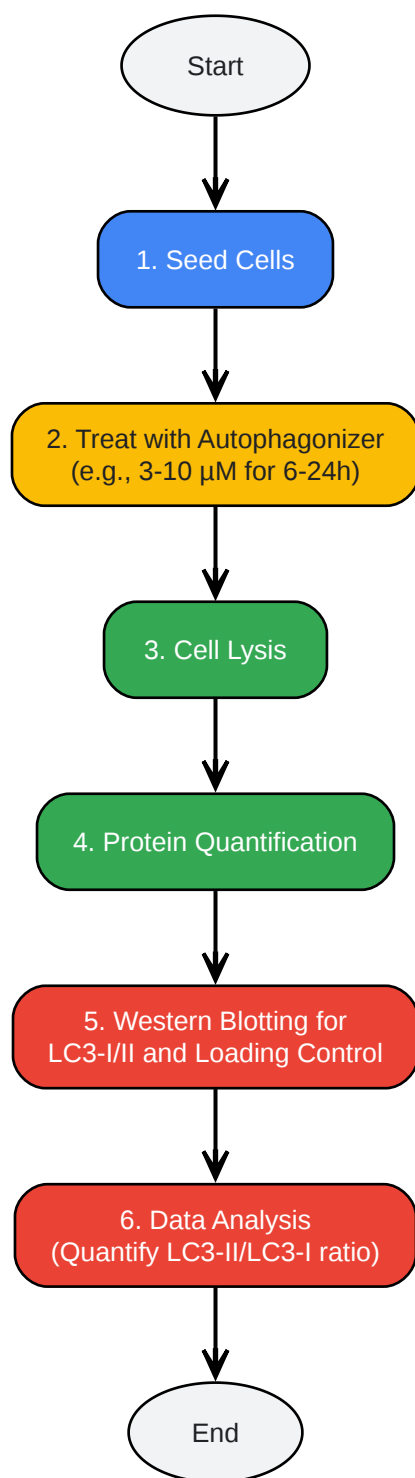 Start
1. Seed Cells
2. Treat with Autophagonizer
(e.g., 3-10 µM for 6-24h)
3. Cell Lysis
4. Protein Quantification
5. Western Blotting for
LC3-I/II and Loading Control
6. Data Analysis
(Quantify LC3-II/LC3-I ratio)
End